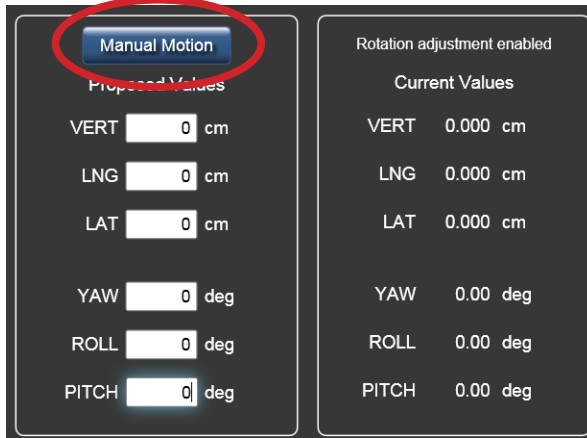 Manual Motion
Proposed Values
VERT 0 cm
LNG 0 cm
LAT 0 cm
YAW 0 deg
ROLL 0 deg
PITCH 0 deg
Rotation adjustment enabled
Current Values
VERT 0.000 cm
LNG 0.000 cm
LAT 0.000 cm
YAW 0.00 deg
ROLL 0.00 deg
PITCH 0.00 deg